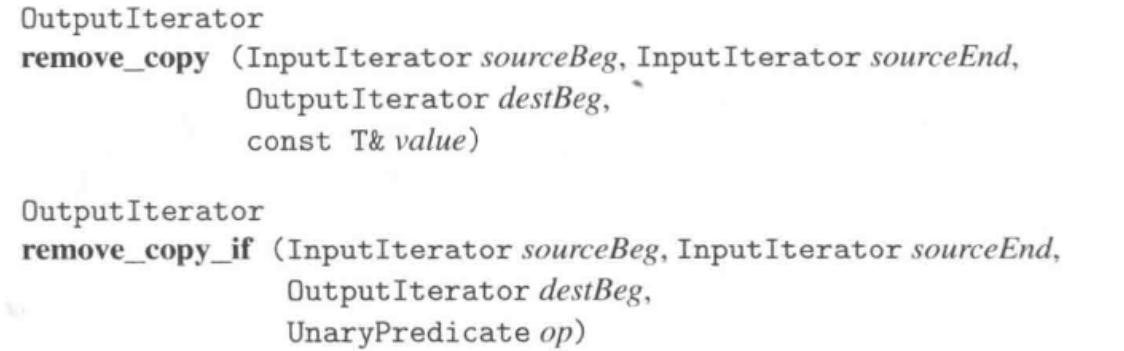 OutputIterator
remove_copy (InputIterator sourceBeg, InputIterator sourceEnd,
OutputIterator destBeg,
const T& value)
OutputIterator
remove_copy_if (InputIterator sourceBeg, InputIterator sourceEnd,
OutputIterator destBeg,
UnaryPredicate op)